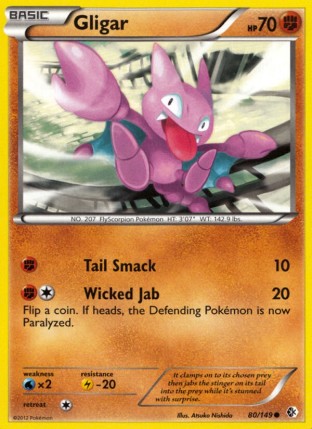 BASIC
Gligar
HP70
NO. 207 FlyScorpion Pokémon HT: 3'07" WT: 142.9 lbs.
Tail Smack 10
Wicked Jab 20
Flip a coin. If heads, the Defending Pokémon is now
Paralyzed.
weakness resistance
×2 -20
retreat
It clamps on to its chosen prey
then jabs the stinger on its tail
into the prey while it's stunned
with surprise.
©2012 Pokémon
Illus. Atsuko Nishida
80/149